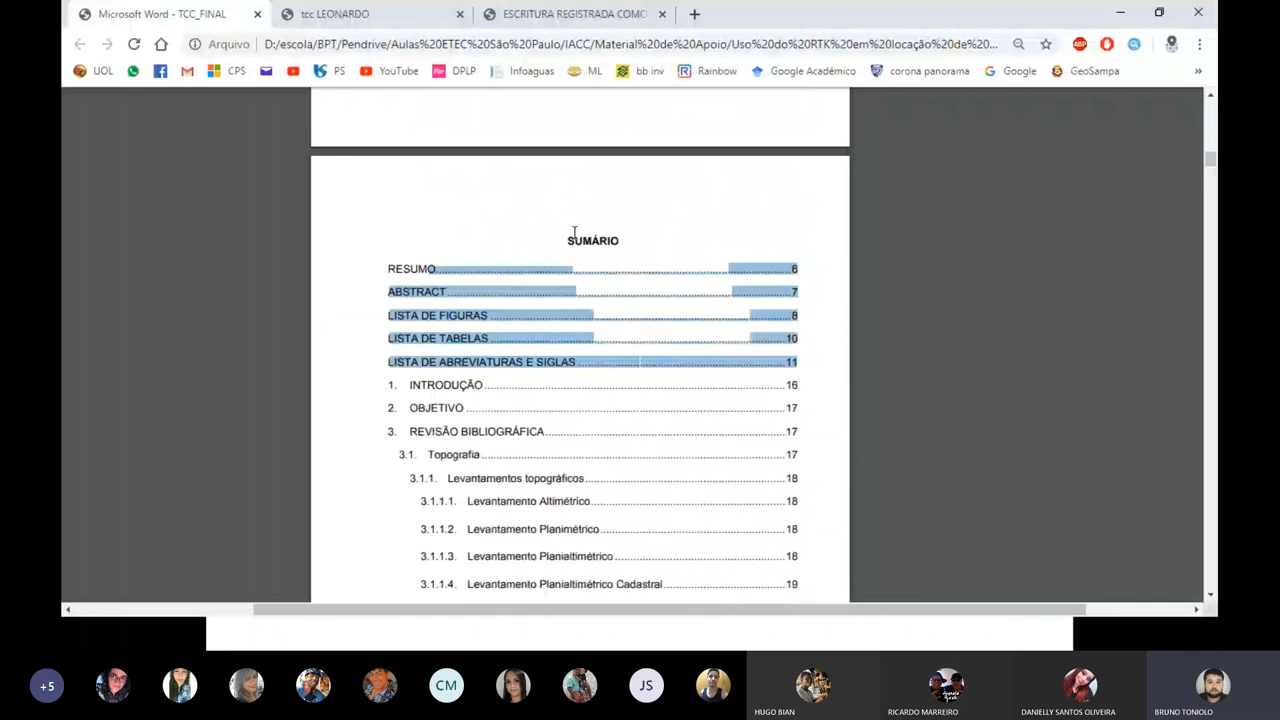 Microsoft Word - TCC_FINAL
tcc LEONARDO
ESCRITURA REGISTRADA COMO
Arquivo
D:/escola/BPT/Pendrive/Aulas%20ETEC%20São%20Paulo/IACC/Material%20de%20Apoio/Uso%20do%20RTK%20em%20locação%20de%20...
UOL
CPS
PS
YouTube
DPLP
Infoaguas
ML
bb inv
Rainbow
Google Acadêmico
corona panorama
Google
GeoSampa
»
SUMÁRIO
RESUMO 6
ABSTRACT 7
LISTA DE FIGURAS 8
LISTA DE TABELAS 10
LISTA DE ABREVIATURAS E SIGLAS 11
1. INTRODUÇÃO 16
2. OBJETIVO 17
3. REVISÃO BIBLIOGRÁFICA 17
3.1. Topografia 17
3.1.1. Levantamentos topográficos 18
3.1.1.1. Levantamento Altimétrico 18
3.1.1.2. Levantamento Planimétrico 18
3.1.1.3. Levantamento Planialtimétrico 18
3.1.1.4. Levantamento Planialtimétrico Cadastral 19
+5
CM
JS
HUGO BIAN
RICARDO MARREIRO
DANIELLY SANTOS OLIVEIRA
BRUNO TONIOLO